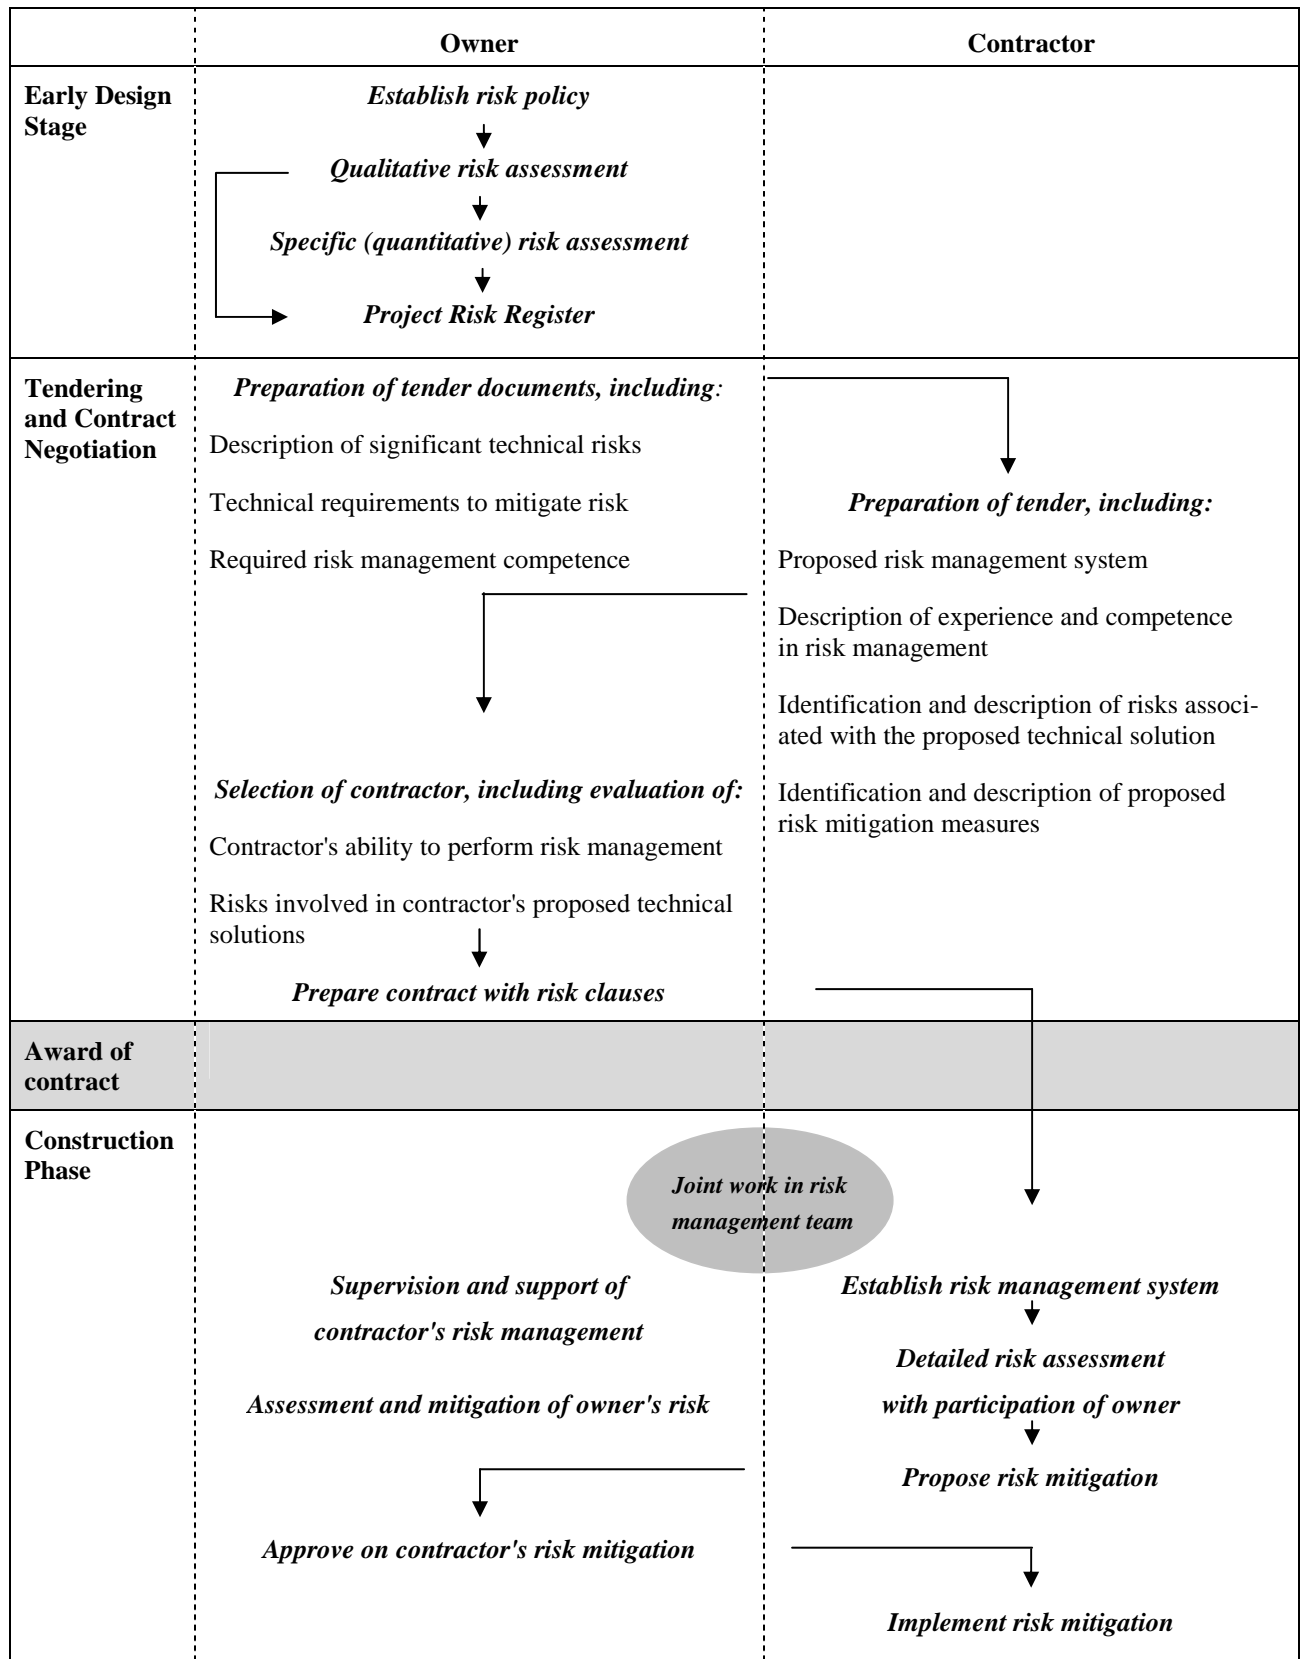 Owner
Contractor
Early Design
Stage
Establish risk policy
Qualitative risk assessment
Specific (quantitative) risk assessment
Project Risk Register
Tendering
and Contract
Negotiation
Preparation of tender documents, including:
Description of significant technical risks
Technical requirements to mitigate risk
Required risk management competence
Preparation of tender, including:
Proposed risk management system
Description of experience and competence
in risk management
Identification and description of risks associ-
ated with the proposed technical solution
Identification and description of proposed
risk mitigation measures
Selection of contractor, including evaluation of:
Contractor's ability to perform risk management
Risks involved in contractor's proposed technical
solutions
Prepare contract with risk clauses
Award of
contract
Construction
Phase
Joint work in risk
management team
Supervision and support of
contractor's risk management
Assessment and mitigation of owner's risk
Establish risk management system
Detailed risk assessment
with participation of owner
Propose risk mitigation
Approve on contractor's risk mitigation
Implement risk mitigation